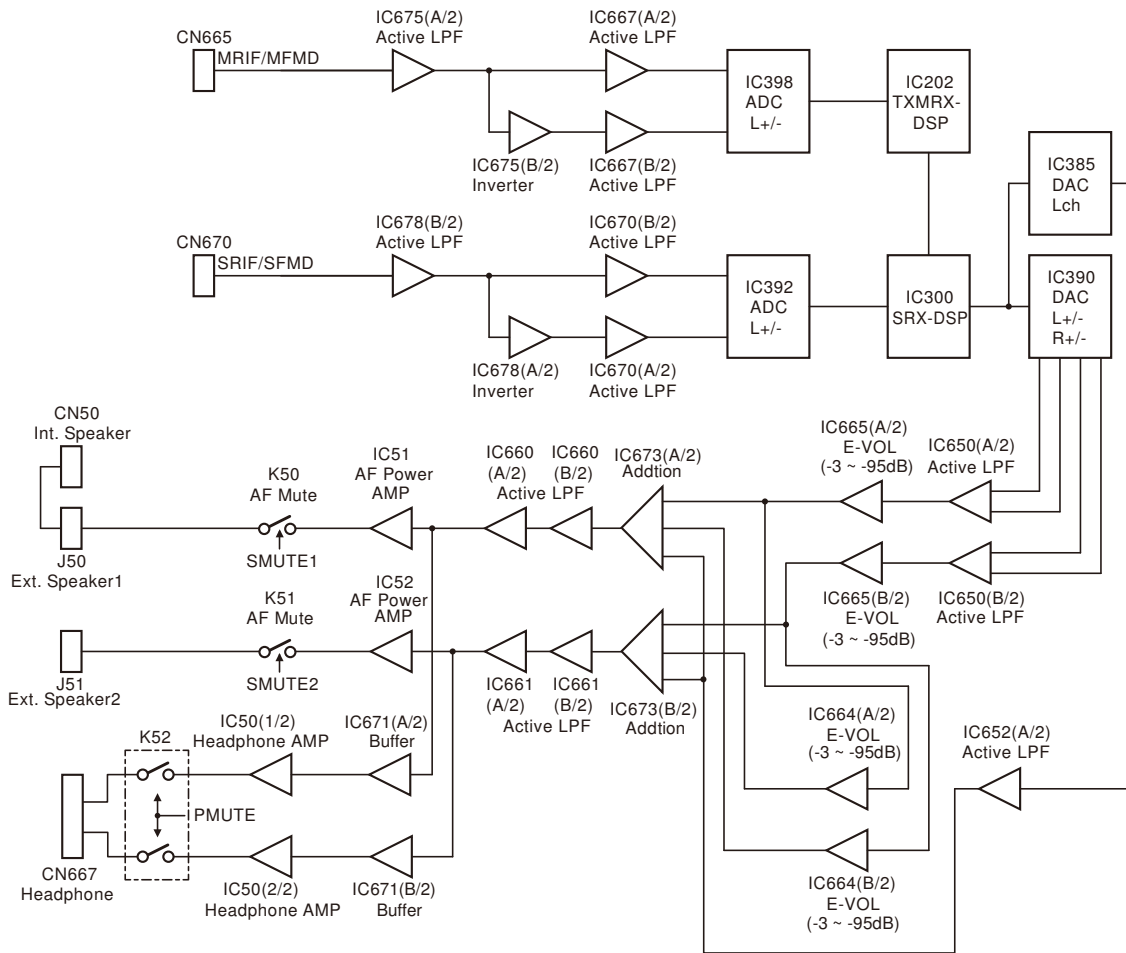 IC675(A/2)
Active LPF
IC667(A/2)
Active LPF
CN665
MRIF/MFMD
IC398
ADC
L+/-
IC202
TXMRX-
DSP
IC675(B/2)
Inverter
IC667(B/2)
Active LPF
IC385
DAC
Lch
IC678(B/2)
Active LPF
IC670(B/2)
Active LPF
CN670
SRIF/SFMD
IC392
ADC
L+/-
IC300
SRX-DSP
IC390
DAC
L+/-
R+/-
IC678(A/2)
Inverter
IC670(A/2)
Active LPF
CN50
Int. Speaker
K50
AF Mute
IC51
AF Power
AMP
IC660
(A/2)
IC660
(B/2)
Active LPF
IC673(A/2)
Addtion
IC665(A/2)
E-VOL
(-3 ~ -95dB)
IC650(A/2)
Active LPF
J50
Ext. Speaker1
SMUTE1
K51
AF Mute
IC52
AF Power
AMP
IC665(B/2)
E-VOL
(-3 ~ -95dB)
IC650(B/2)
Active LPF
J51
Ext. Speaker2
SMUTE2
IC661
(A/2)
IC661
(B/2)
Active LPF
IC673(B/2)
Addtion
K52
IC50(1/2)
Headphone AMP
IC671(A/2)
Buffer
IC664(A/2)
E-VOL
(-3 ~ -95dB)
IC652(A/2)
Active LPF
PMUTE
CN667
Headphone
IC50(2/2)
Headphone AMP
IC671(B/2)
Buffer
IC664(B/2)
E-VOL
(-3 ~ -95dB)